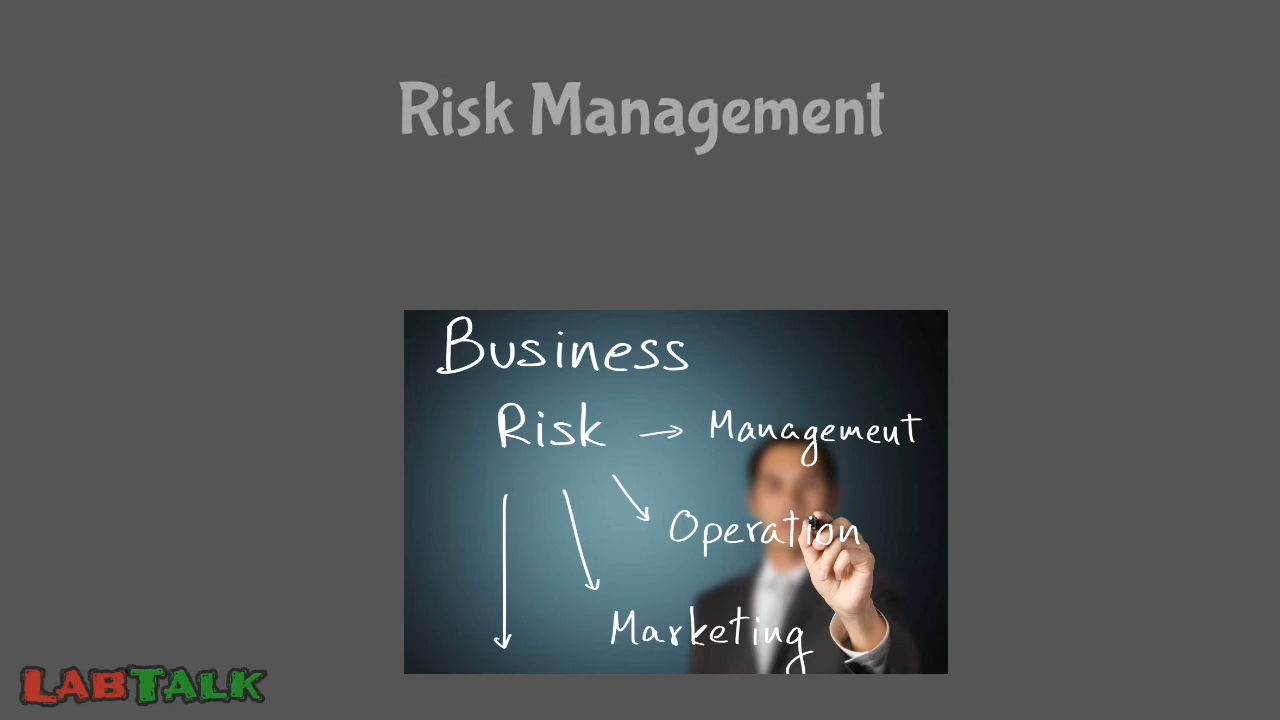 Risk Management
Business
Risk → Management
Operation
Marketing
LABTALK